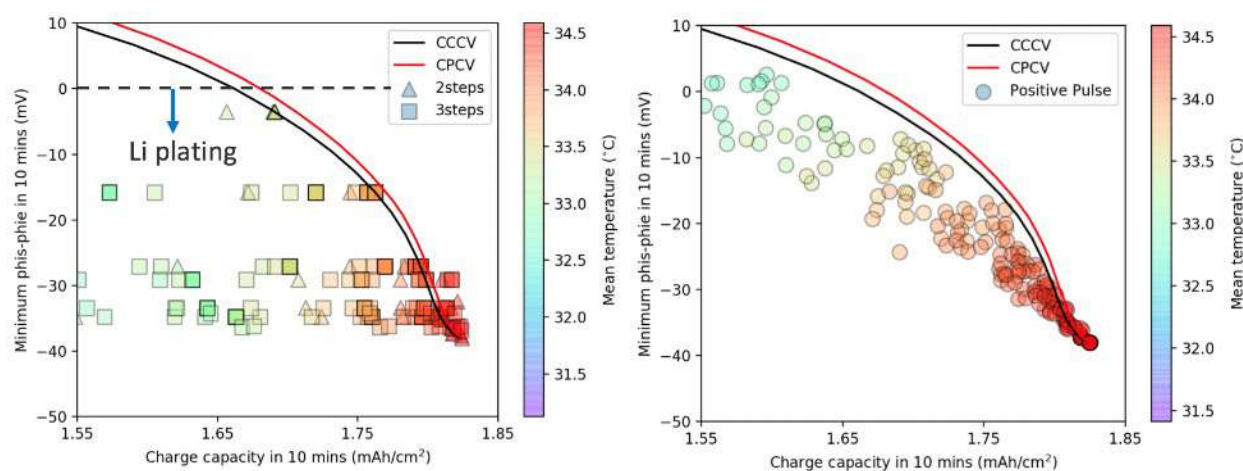 10
0
−10
−20
−30
−40
−50
Minimum phis-phie in 10 mins (mV)
CCCV
CPCV
2steps
3steps
Li plating
1.55
1.65
1.75
1.85
Charge capacity in 10 mins (mAh/cm²)
34.5
34.0
33.5
33.0
32.5
32.0
31.5
Mean temperature (˚C)
10
0
−10
−20
−30
−40
−50
Minimum phis-phie in 10 mins (mV)
CCCV
CPCV
Positive Pulse
1.55
1.65
1.75
1.85
Charge capacity in 10 mins (mAh/cm²)
34.5
34.0
33.5
33.0
32.5
32.0
31.5
Mean temperature (˚C)